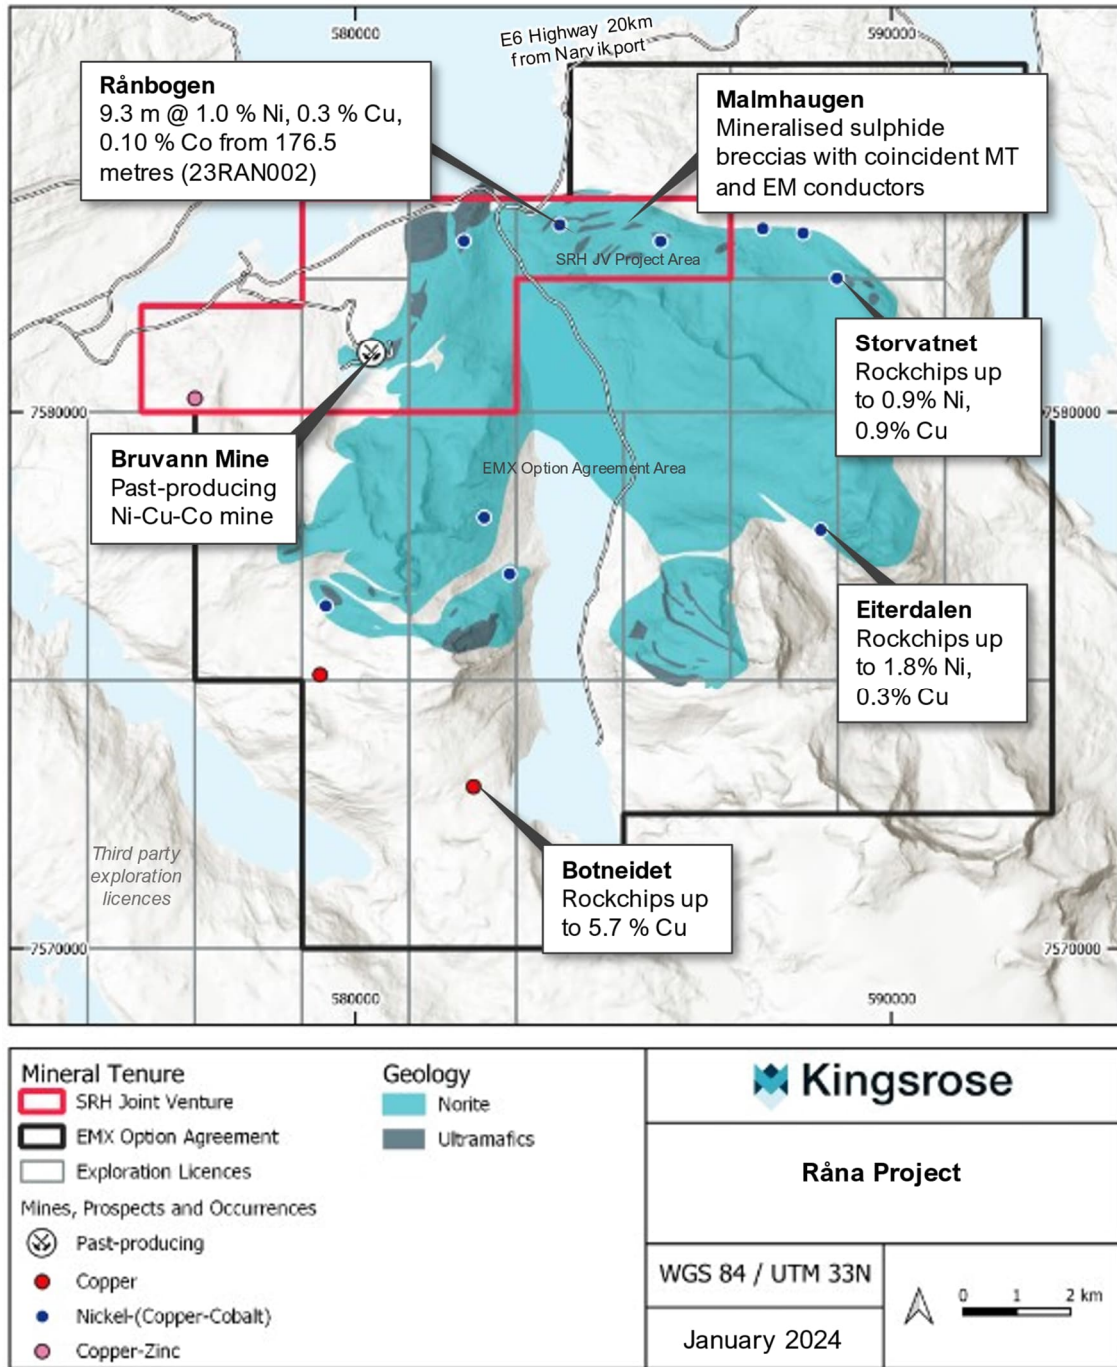 580000
E6 Highway 20km
from Narvik port
590000
Rånbogen
9.3 m @ 1.0 % Ni, 0.3 % Cu,
0.10 % Co from 176.5
metres (23RAN002)
Malmhaugen
Mineralised sulphide
breccias with coincident MT
and EM conductors
SRH JV Project Area
Storvatnet
Rockchips up
to 0.9% Ni,
0.9% Cu
7580000
7580000
Bruvann Mine
Past-producing
Ni-Cu-Co mine
EMX Option Agreement Area
Eiterdalen
Rockchips up
to 1.8% Ni,
0.3% Cu
Third party
exploration
licences
Botneidet
Rockchips up
to 5.7 % Cu
7570000
7570000
580000
590000
Mineral Tenure
SRH Joint Venture
EMX Option Agreement
Exploration Licences
Mines, Prospects and Occurrences
Past-producing
Copper
Nickel-(Copper-Cobalt)
Copper-Zinc
Geology
Norite
Ultramafics
Kingsrose
Råna Project
WGS 84 / UTM 33N
January 2024
0 1 2 km